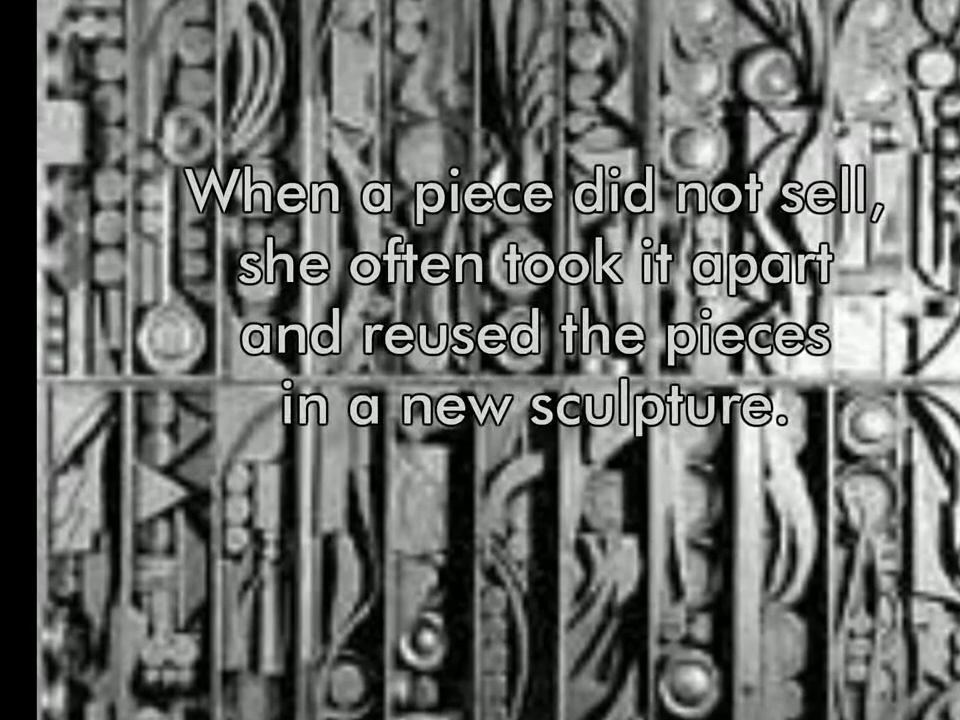 When a piece did not sell,
she often took it apart
and reused the pieces
in a new sculpture.